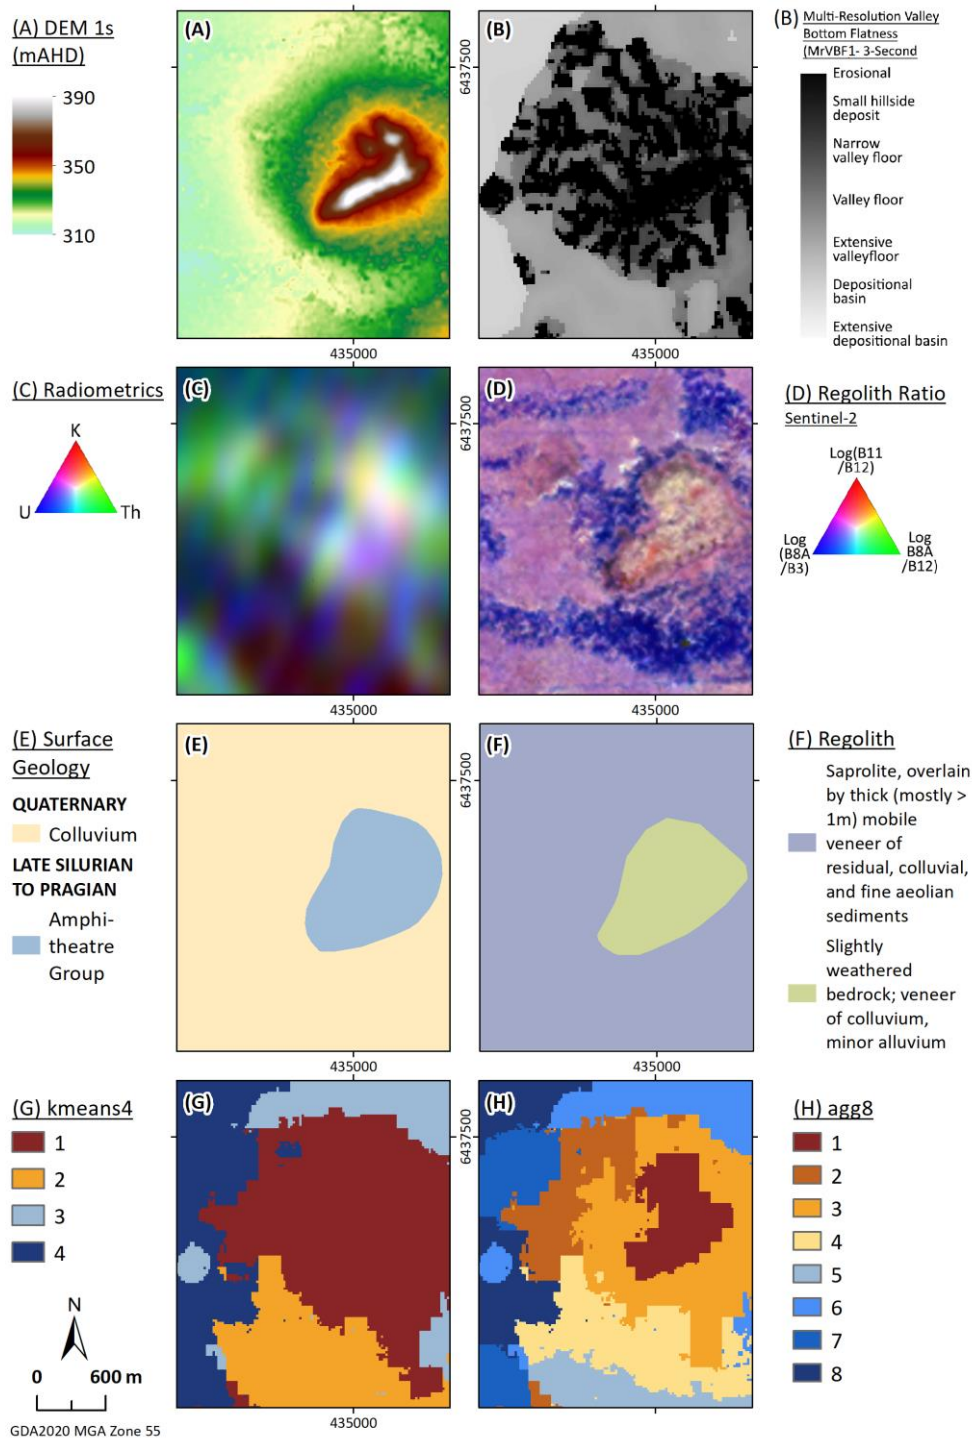 (A) DEM 1s
(mAHD)
390
350
310
(A)
435000
6437500
(B)
435000
(B) Multi-Resolution Valley
Bottom Flatness
(MrVBF1- 3-Second
Erosional
Small hillside
deposit
Narrow
valley floor
Valley floor
Extensive
valleyfloor
Depositional
basin
Extensive
depositional basin
(C) Radiometrics
K
U
Th
(C)
435000
6437500
(D)
435000
(D) Regolith Ratio
Sentinel-2
Log(B11
/B12)
Log
(B8A
/B3)
Log
B8A
/B12)
(E) Surface
Geology
QUATERNARY
Colluvium
LATE SILURIAN
TO PRAGIAN
Amphi-
theatre
Group
(E)
435000
6437500
(F)
435000
(F) Regolith
Saprolite, overlain
by thick (mostly >
1m) mobile
veneer of
residual, colluvial,
and fine aeolian
sediments
Slightly
weathered
bedrock; veneer
of colluvium,
minor alluvium
(G) kmeans4
1
2
3
4
N
0 600 m
GDA2020 MGA Zone 55
(G)
435000
6437500
(H)
435000
(H) agg8
1
2
3
4
5
6
7
8